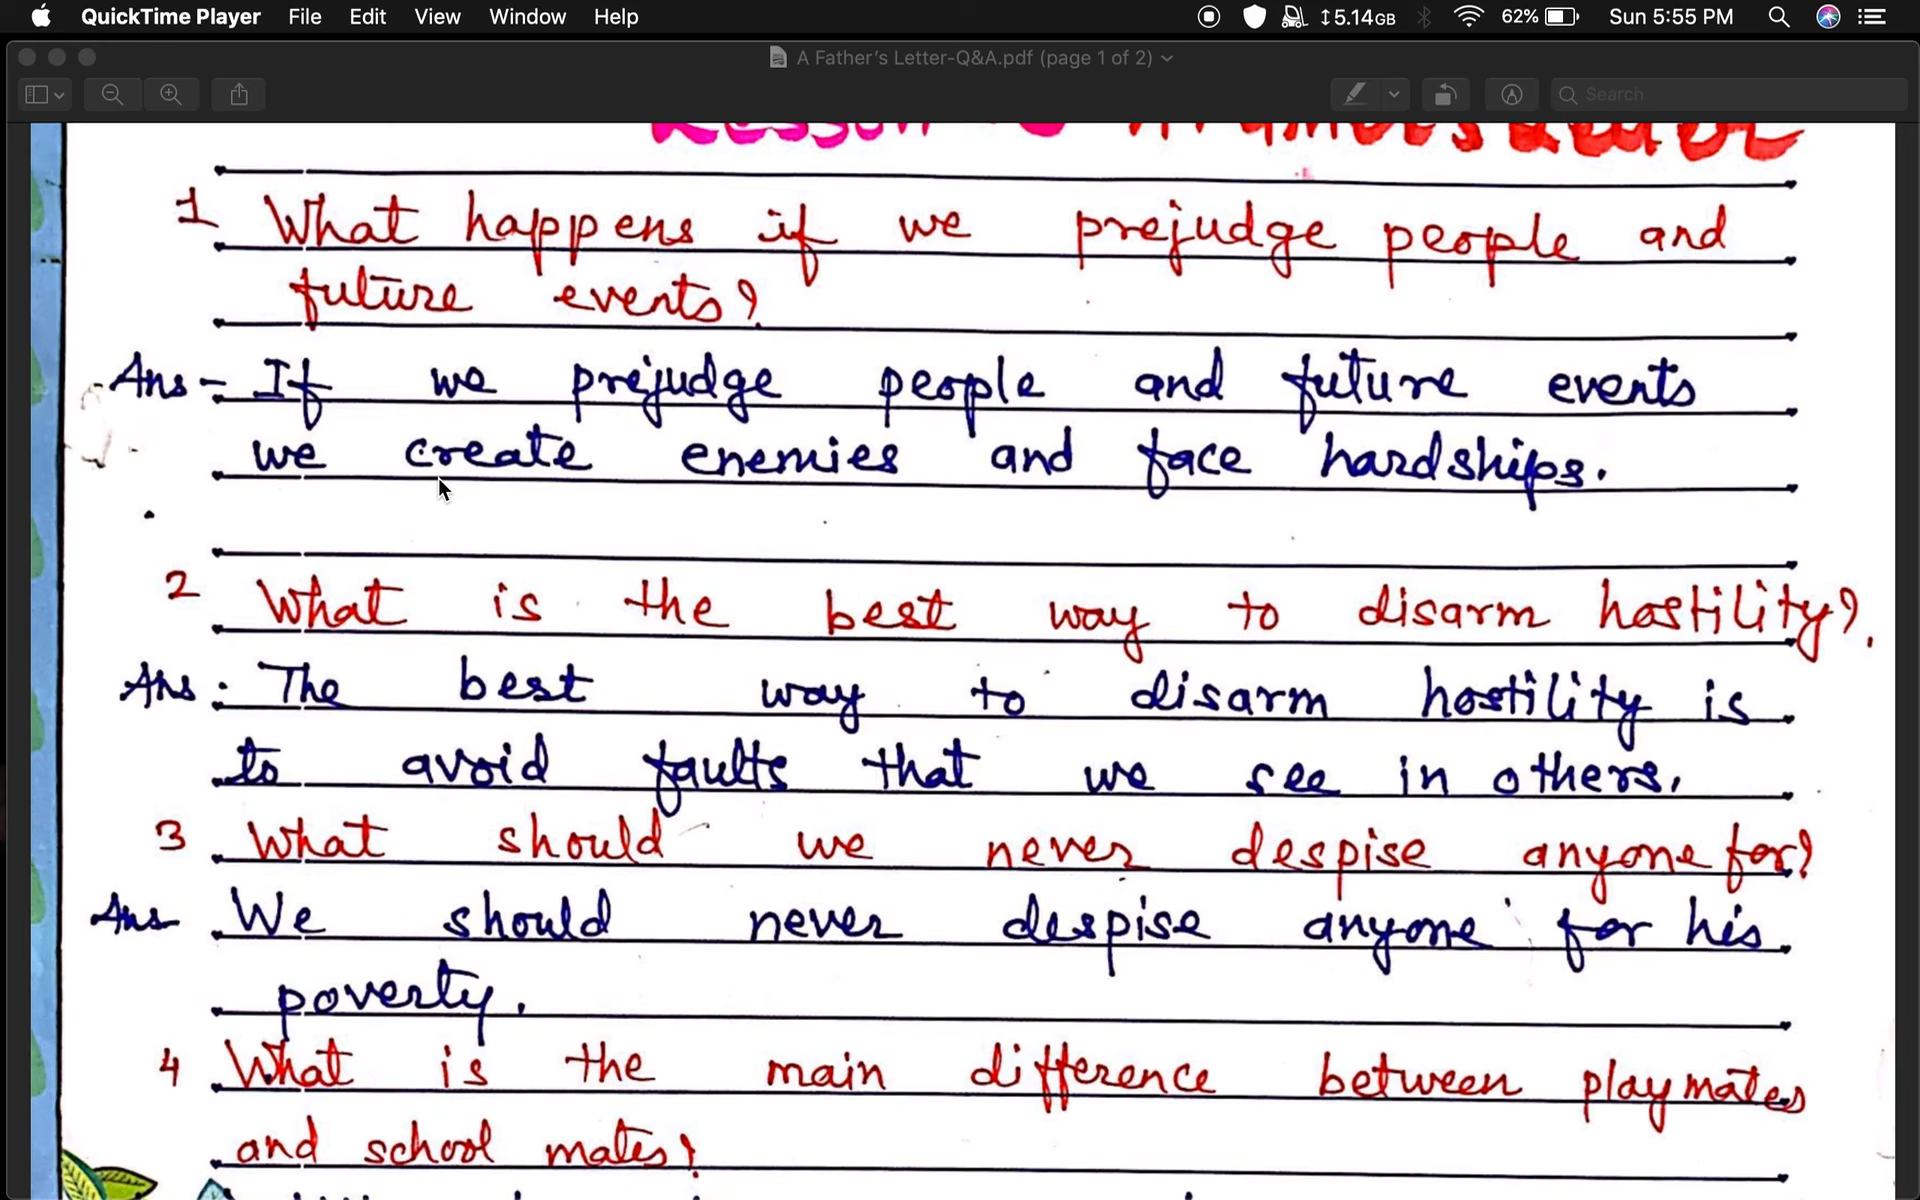 QuickTime Player File Edit View Window Help 5.14GB 62% Sun 5:55 PM
A Father's Letter-Q&A.pdf (page 1 of 2)
Search
Lesson
1 What happens if we prejudge people and
future events?
Ans - If we prejudge people and future events
we create enemies and face hardships.
2 What is the best way to disarm hostility?
Ans : The best way to disarm hostility is
to avoid faults that we see in others.
3 What should we never despise anyone for?
Ans We should never despise anyone for his
poverty.
4 What is the main difference between playmates
and school mates?